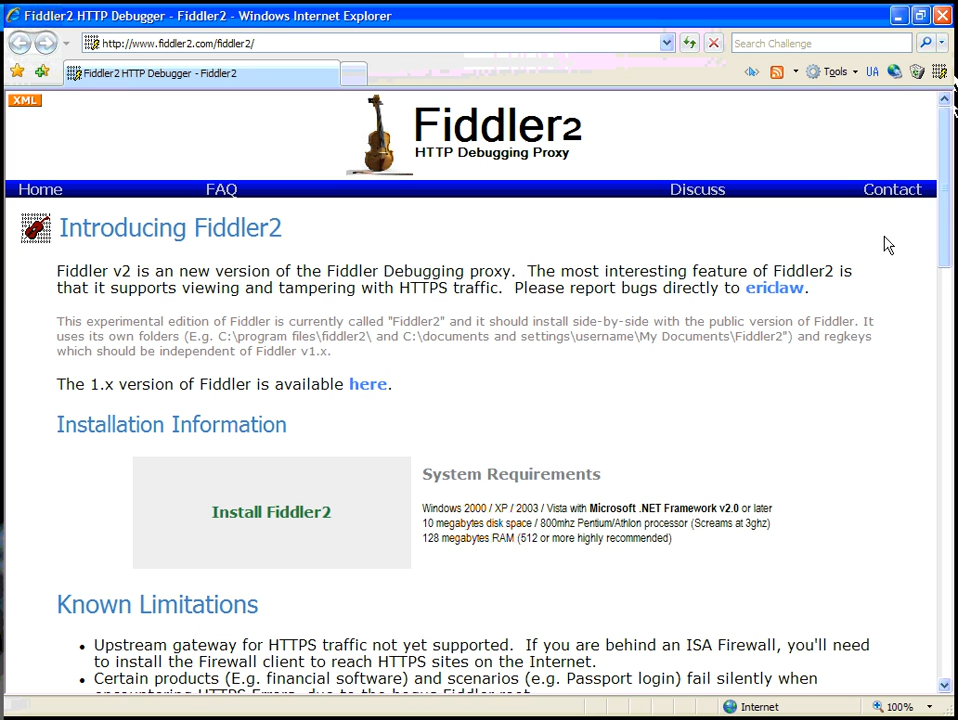 Fiddler2 HTTP Debugger - Fiddler2 - Windows Internet Explorer
http://www.fiddler2.com/fiddler2/
Search Challenge
Fiddler2 HTTP Debugger - Fiddler2
Tools
UA
XML
Fiddler2
HTTP Debugging Proxy
Home FAQ Discuss Contact
Introducing Fiddler2
Fiddler v2 is an new version of the Fiddler Debugging proxy. The most interesting feature of Fiddler2 is
that it supports viewing and tampering with HTTPS traffic. Please report bugs directly to ericlaw.
This experimental edition of Fiddler is currently called "Fiddler2" and it should install side-by-side with the public version of Fiddler. It
uses its own folders (E.g. C:\program files\fiddler2\ and C:\documents and settings\username\My Documents\Fiddler2") and regkeys
which should be independent of Fiddler v1.x.
The 1.x version of Fiddler is available here.
Installation Information
Install Fiddler2
System Requirements
Windows 2000 / XP / 2003 / Vista with Microsoft .NET Framework v2.0 or later
10 megabytes disk space / 800mhz Pentium/Athlon processor (Screams at 3ghz)
128 megabytes RAM (512 or more highly recommended)
Known Limitations
• Upstream gateway for HTTPS traffic not yet supported. If you are behind an ISA Firewall, you'll need
to install the Firewall client to reach HTTPS sites on the Internet.
• Certain products (E.g. financial software) and scenarios (e.g. Passport login) fail silently when
encountering HTTPS Errors, due to the bogus Fiddler root
Internet
100%